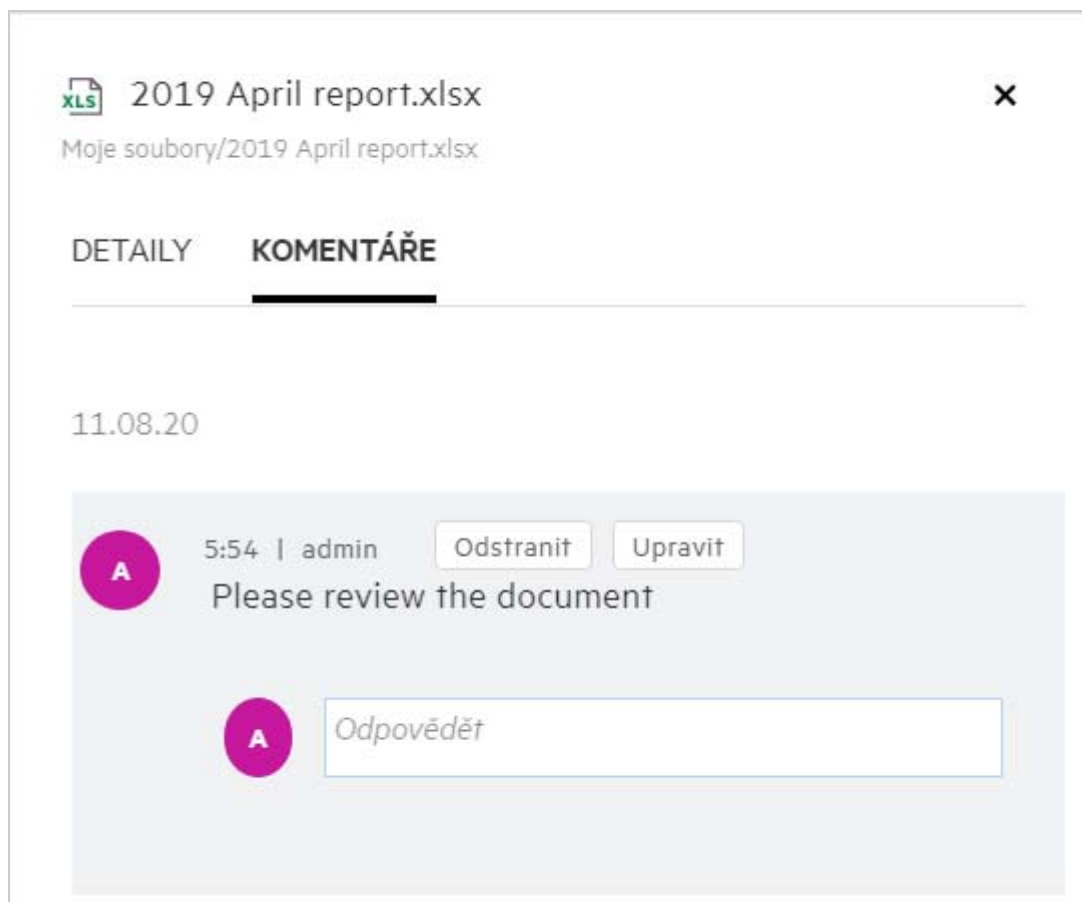 XLS 2019 April report.xlsx
Moje soubory/2019 April report.xlsx
DETAILY KOMENTÁŘE
11.08.20
A 5:54 | admin Odstranit Upravit
Please review the document
A Odpovědět